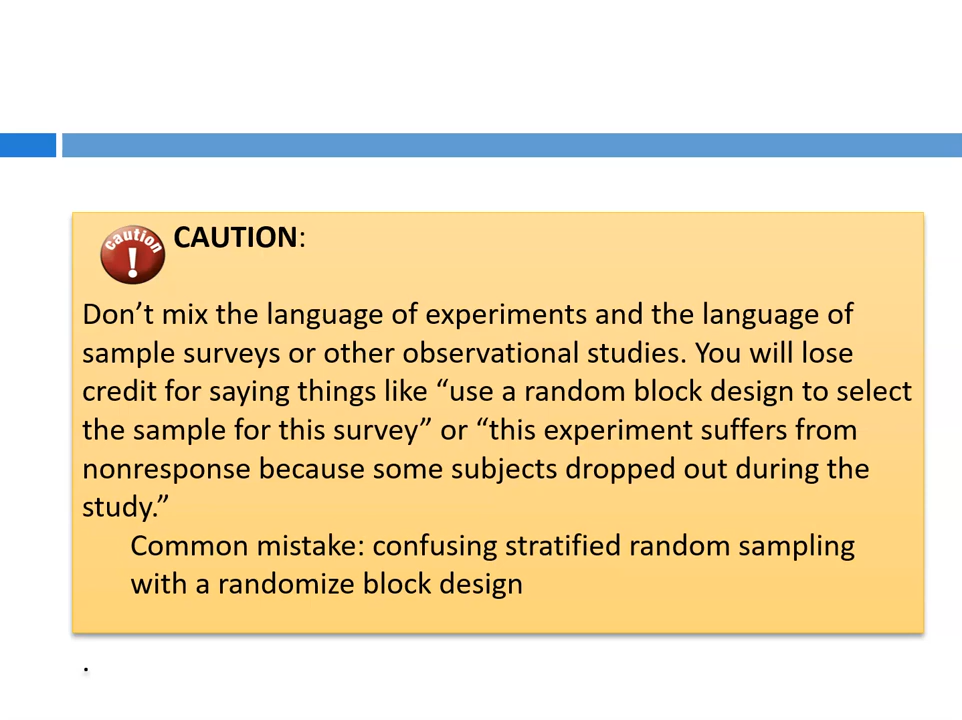 caution
!
CAUTION:
Don’t mix the language of experiments and the language of
sample surveys or other observational studies. You will lose
credit for saying things like “use a random block design to select
the sample for this survey” or “this experiment suffers from
nonresponse because some subjects dropped out during the
study.”
Common mistake: confusing stratified random sampling
with a randomize block design
.